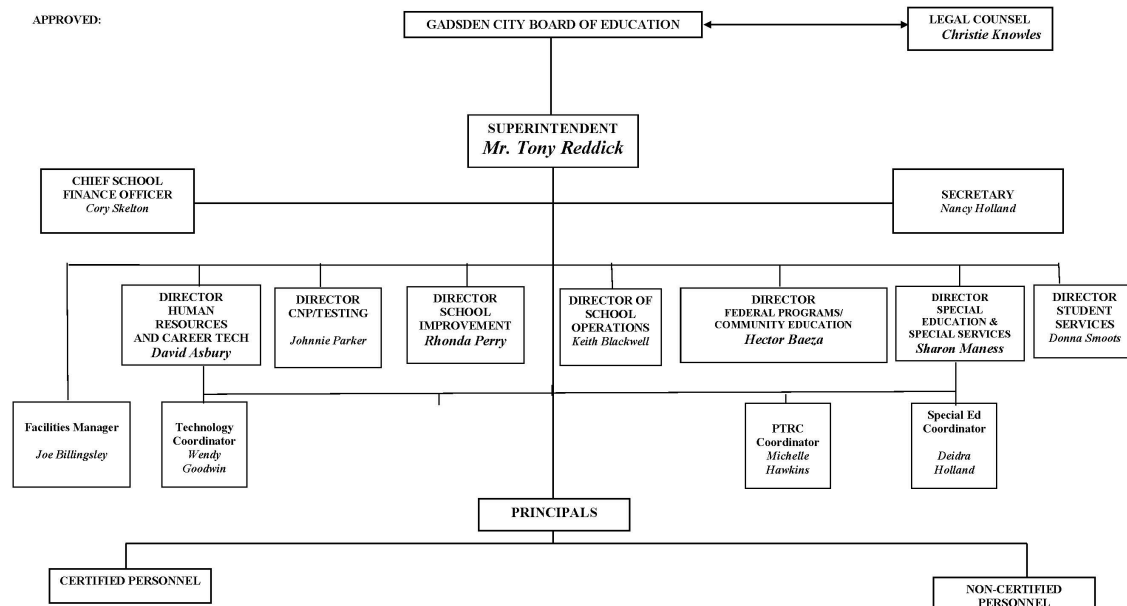 APPROVED:
GADSDEN CITY BOARD OF EDUCATION
LEGAL COUNSEL
Christie Knowles
SUPERINTENDENT
Mr. Tony Reddick
CHIEF SCHOOL
FINANCE OFFICER
Cory Skelton
SECRETARY
Nancy Holland
DIRECTOR
HUMAN
RESOURCES
AND CAREER TECH
David Asbury
DIRECTOR
CNP/TESTING
Johnnie Parker
DIRECTOR
SCHOOL
IMPROVEMENT
Rhonda Perry
DIRECTOR OF
SCHOOL
OPERATIONS
Keith Blackwell
DIRECTOR
FEDERAL PROGRAMS/
COMMUNITY EDUCATION
Hector Baeza
DIRECTOR
SPECIAL
EDUCATION &
SPECIAL SERVICES
Sharon Maness
DIRECTOR
STUDENT
SERVICES
Donna Smoots
Facilities Manager
Joe Billingsley
Technology
Coordinator
Wendy
Goodwin
PTRC
Coordinator
Michelle
Hawkins
Special Ed
Coordinator
Deidra
Holland
PRINCIPALS
CERTIFIED PERSONNEL
NON-CERTIFIED
PERSONNEL